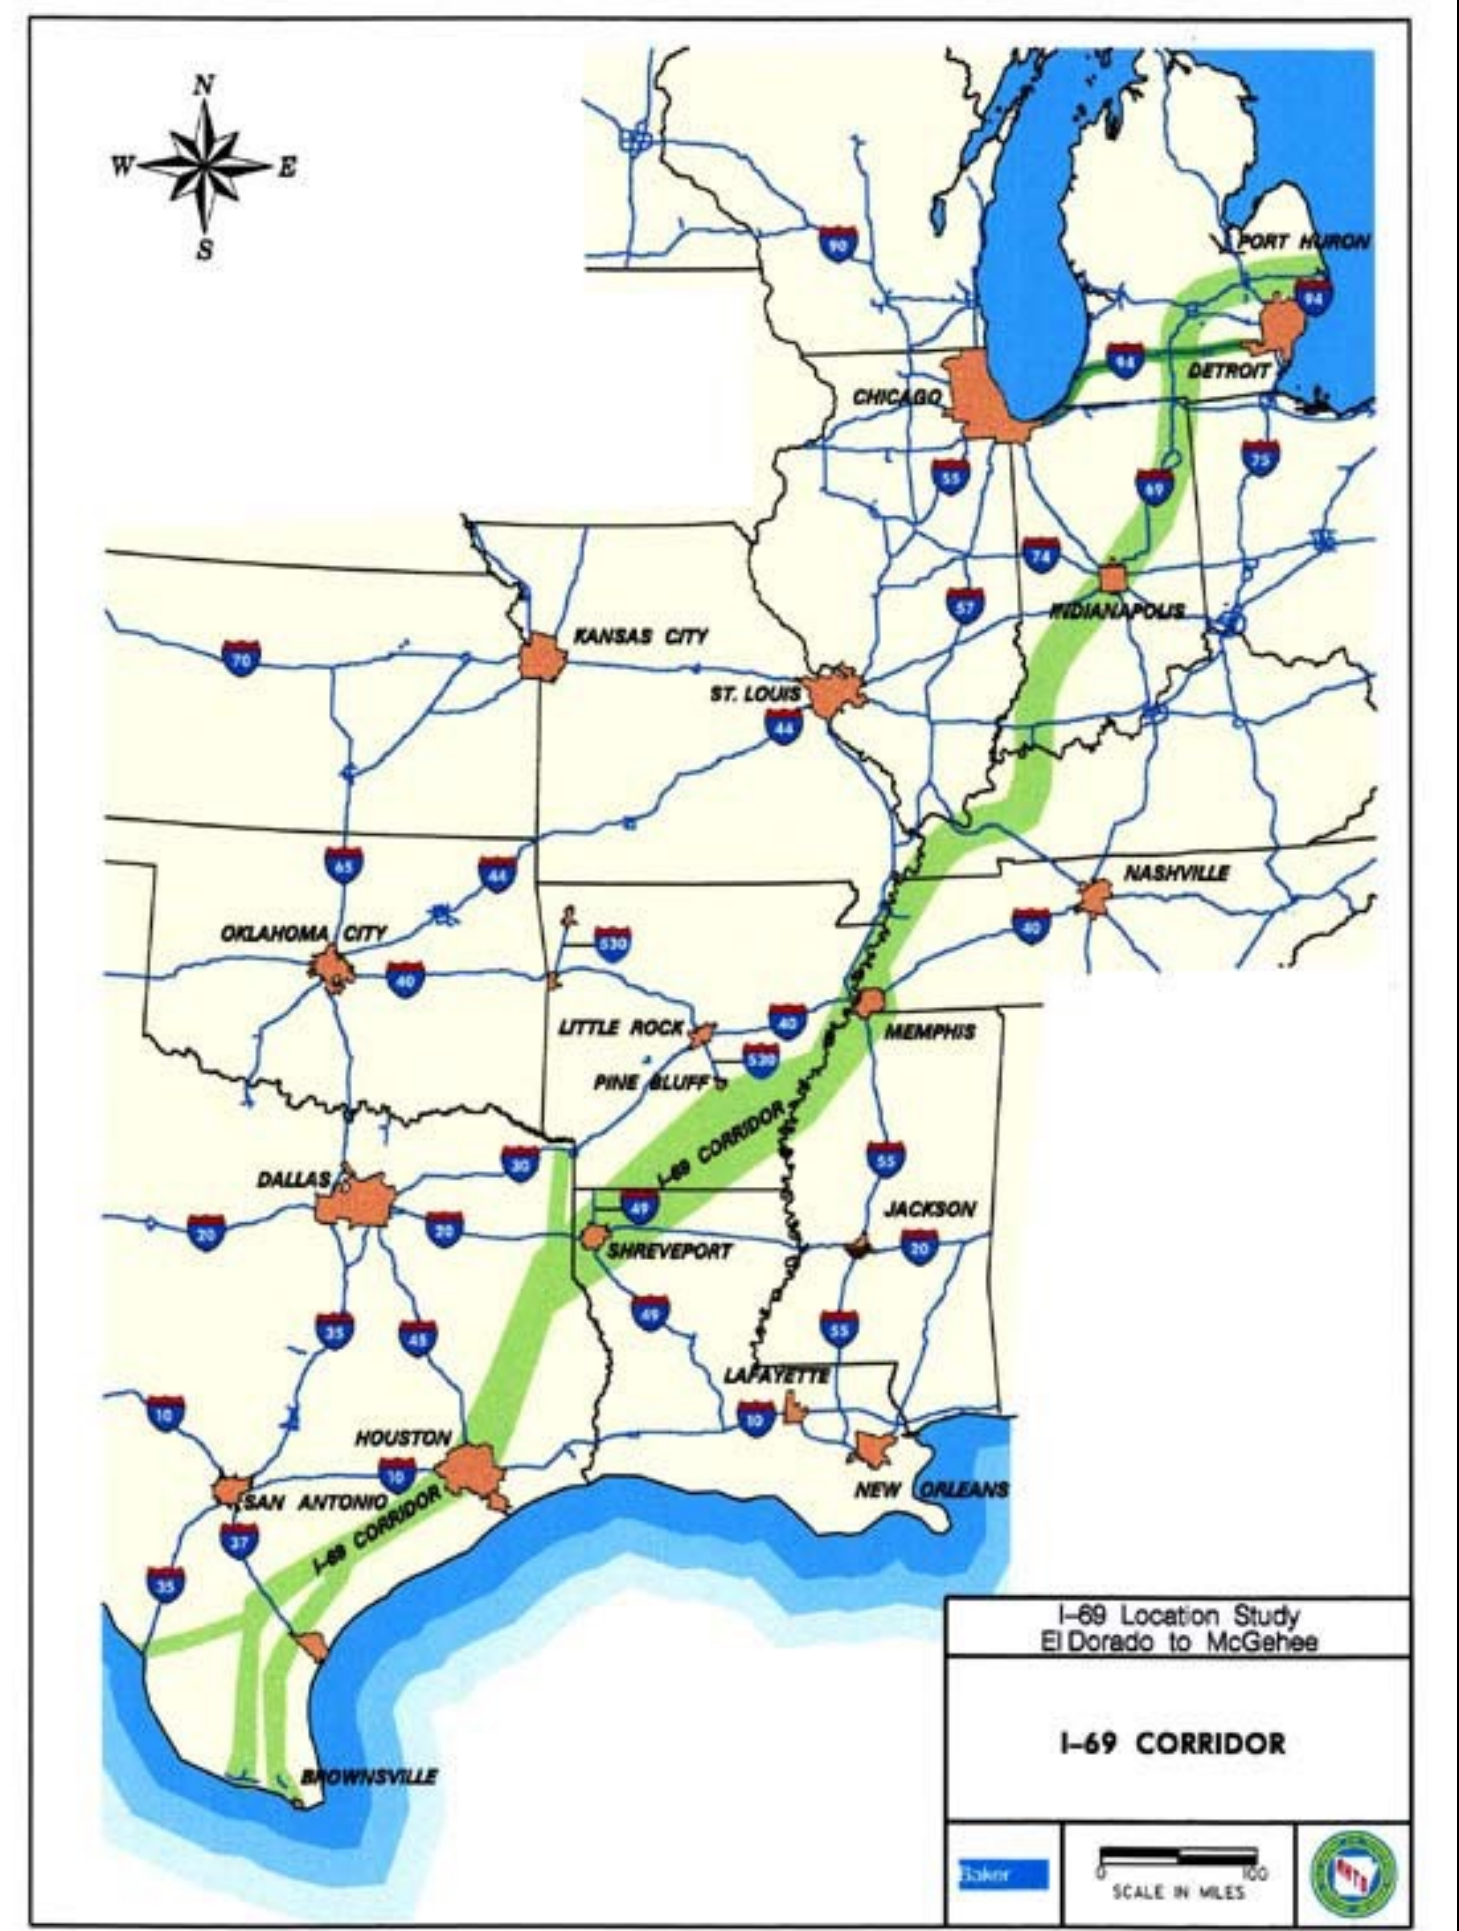 N
W E
S
PORT HURON
90
94
94
DETROIT
CHICAGO
55
75
69
74
57
INDIANAPOLIS
KANSAS CITY
70
ST. LOUIS
44
65
44
NASHVILLE
OKLAHOMA CITY
530
40
40
LITTLE ROCK
40
MEMPHIS
530
PINE BLUFF
I-69 CORRIDOR
30
55
DALLAS
49
JACKSON
20
20
SHREVEPORT
20
49
35
45
55
LAFAYETTE
10
10
HOUSTON
10
SAN ANTONIO
NEW ORLEANS
I-69 CORRIDOR
37
35
BROWNSVILLE
I-69 Location Study
El Dorado to McGehee
I-69 CORRIDOR
Baker
0 100
SCALE IN MILES